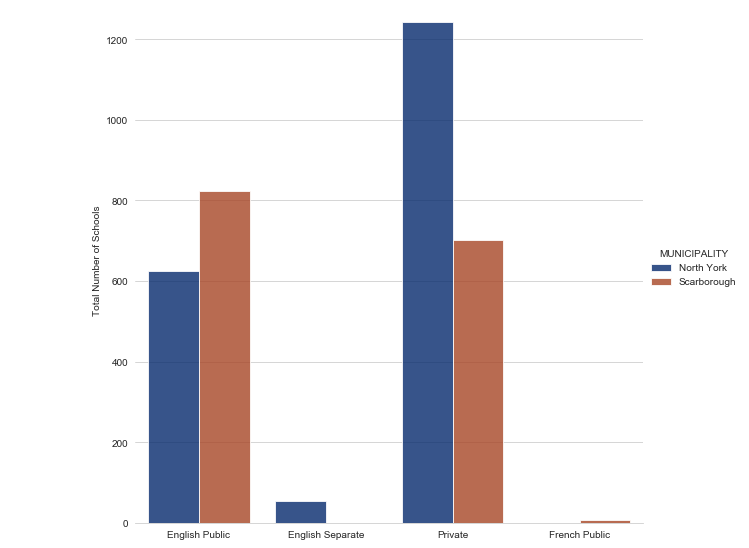 1200
1000
800
600
400
200
0
Total Number of Schools
English Public
English Separate
Private
French Public
MUNICIPALITY
North York
Scarborough